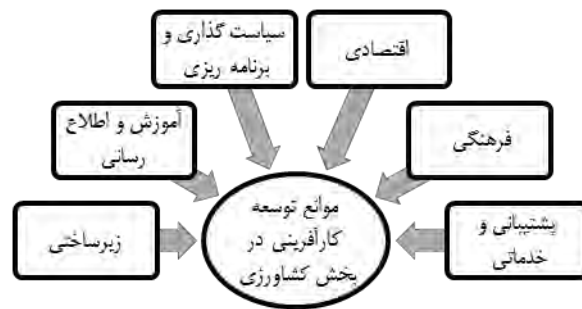 سیاست گذاری و
برنامه ریزی
اقتصادی
آموزش و اطلاع
رسانی
فرهنگی
زیرساختی
پشتیبانی و
خدماتی
موانع توسعه
کارآفرینی در
بخش کشاورزی